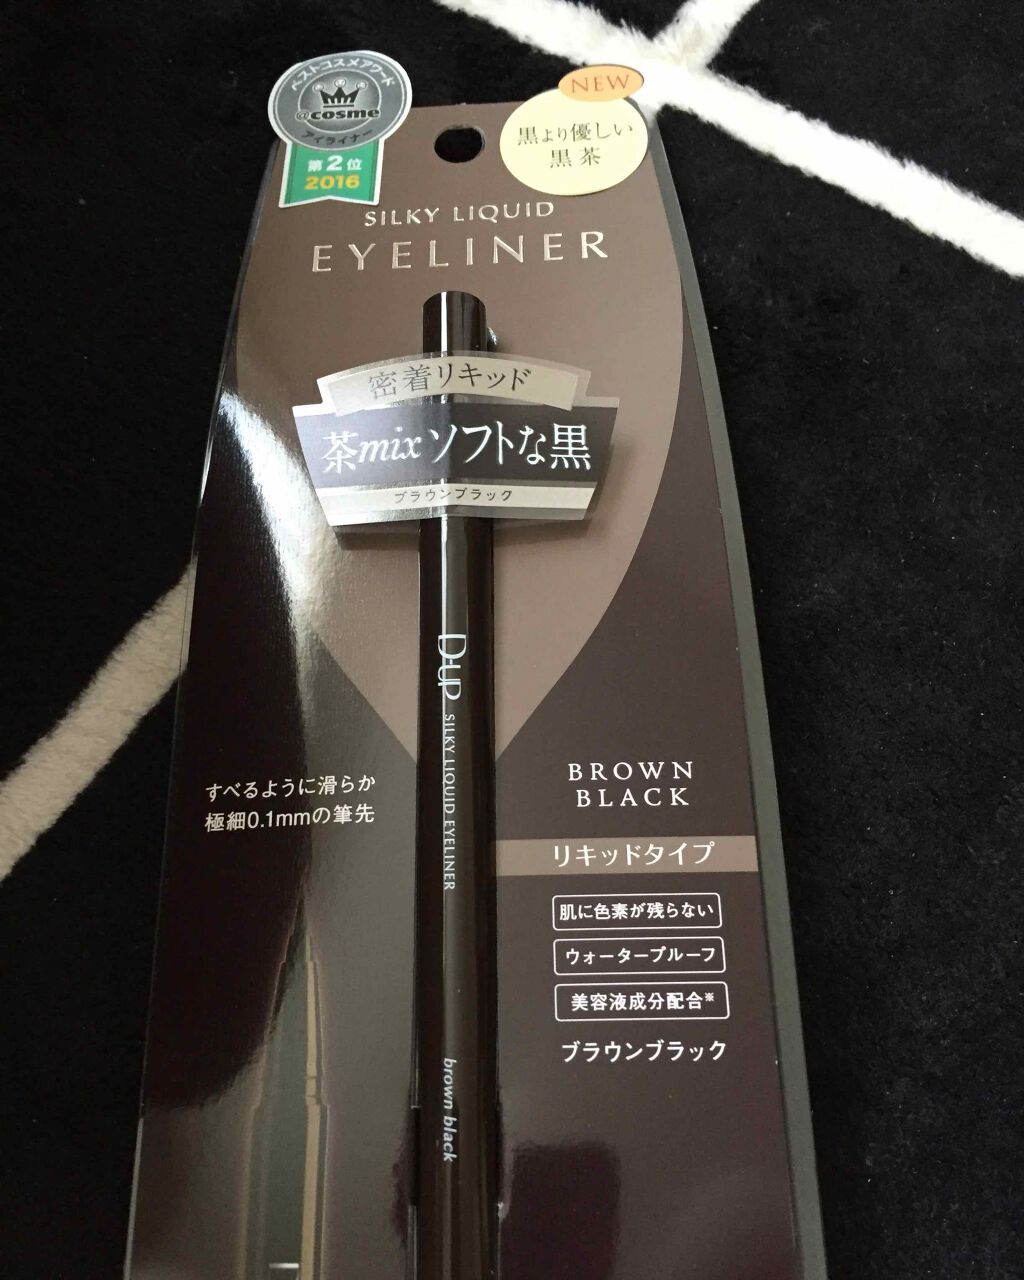 ベストコスメアワード
@cosme
アイライナー
第2位
2016
NEW
黒より優しい
黒茶
SILKY LIQUID
EYELINER
密着リキッド
茶mixソフトな黒
ブラウンブラック
D-UP SILKY LIQUID EYELINER
brown black
すべるように滑らか
極細0.1mmの筆先
BROWN
BLACK
リキッドタイプ
肌に色素が残らない
ウォータープルーフ
美容液成分配合※
ブラウンブラック